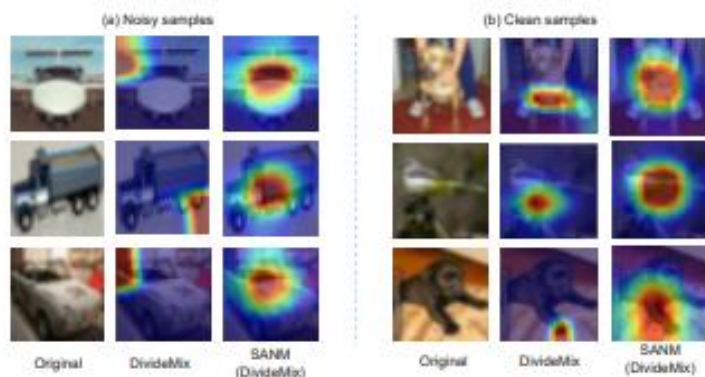 (a) Noisy samples
(b) Clean samples
Original
DivideMix
SANM
(DivideMix)
Original
DivideMix
SANM
(DivideMix)